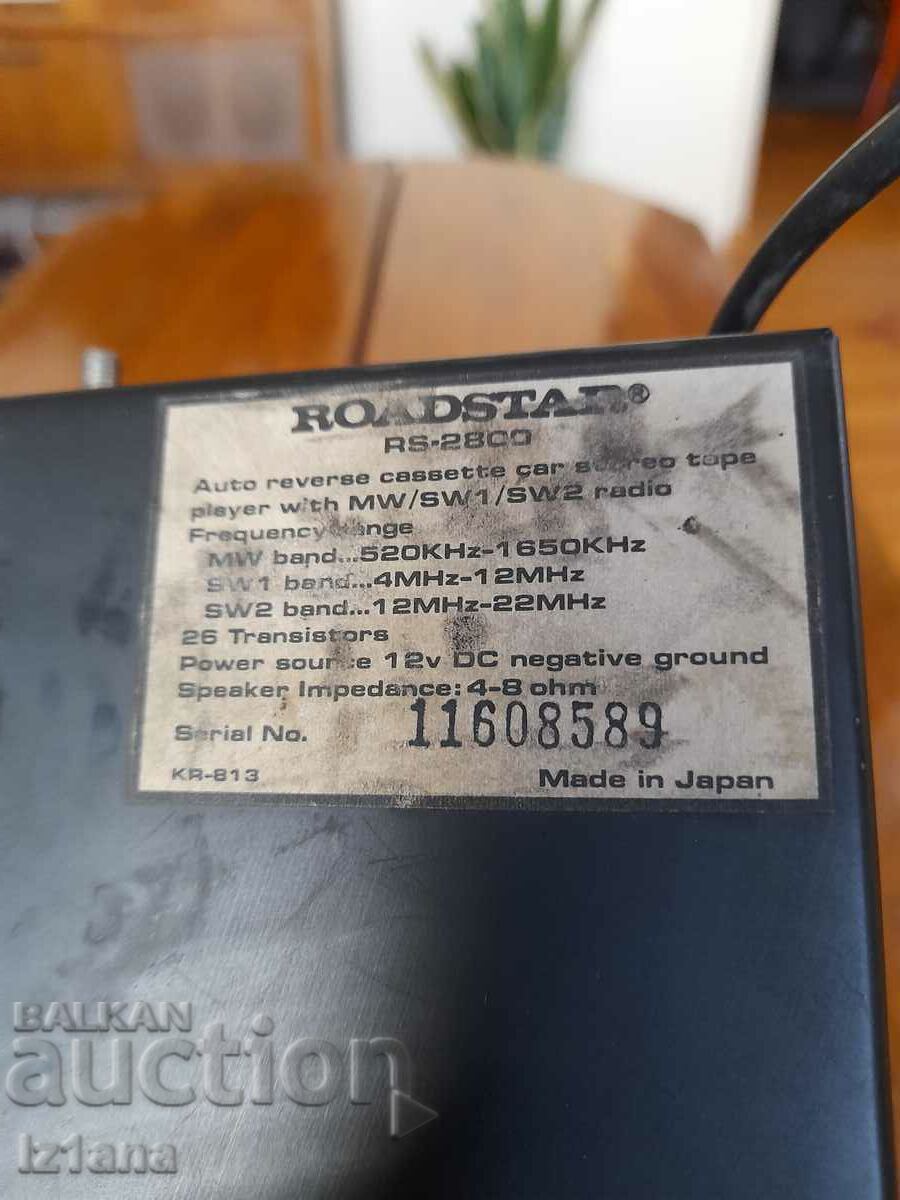 ROADSTAR®
RS-2800
Auto reverse cassette car stereo tape
player with MW/SW1/SW2 radio
Frequency range
MW band...520KHz-1650KHz
SW1 band...4MHz-12MHz
SW2 band...12MHz-22MHz
26 Transistors
Power source 12v DC negative ground
Speaker Impedance: 4-8 ohm
Serial No. 11608589
KR-813 Made in Japan
BALKAN
auction
iz1ana